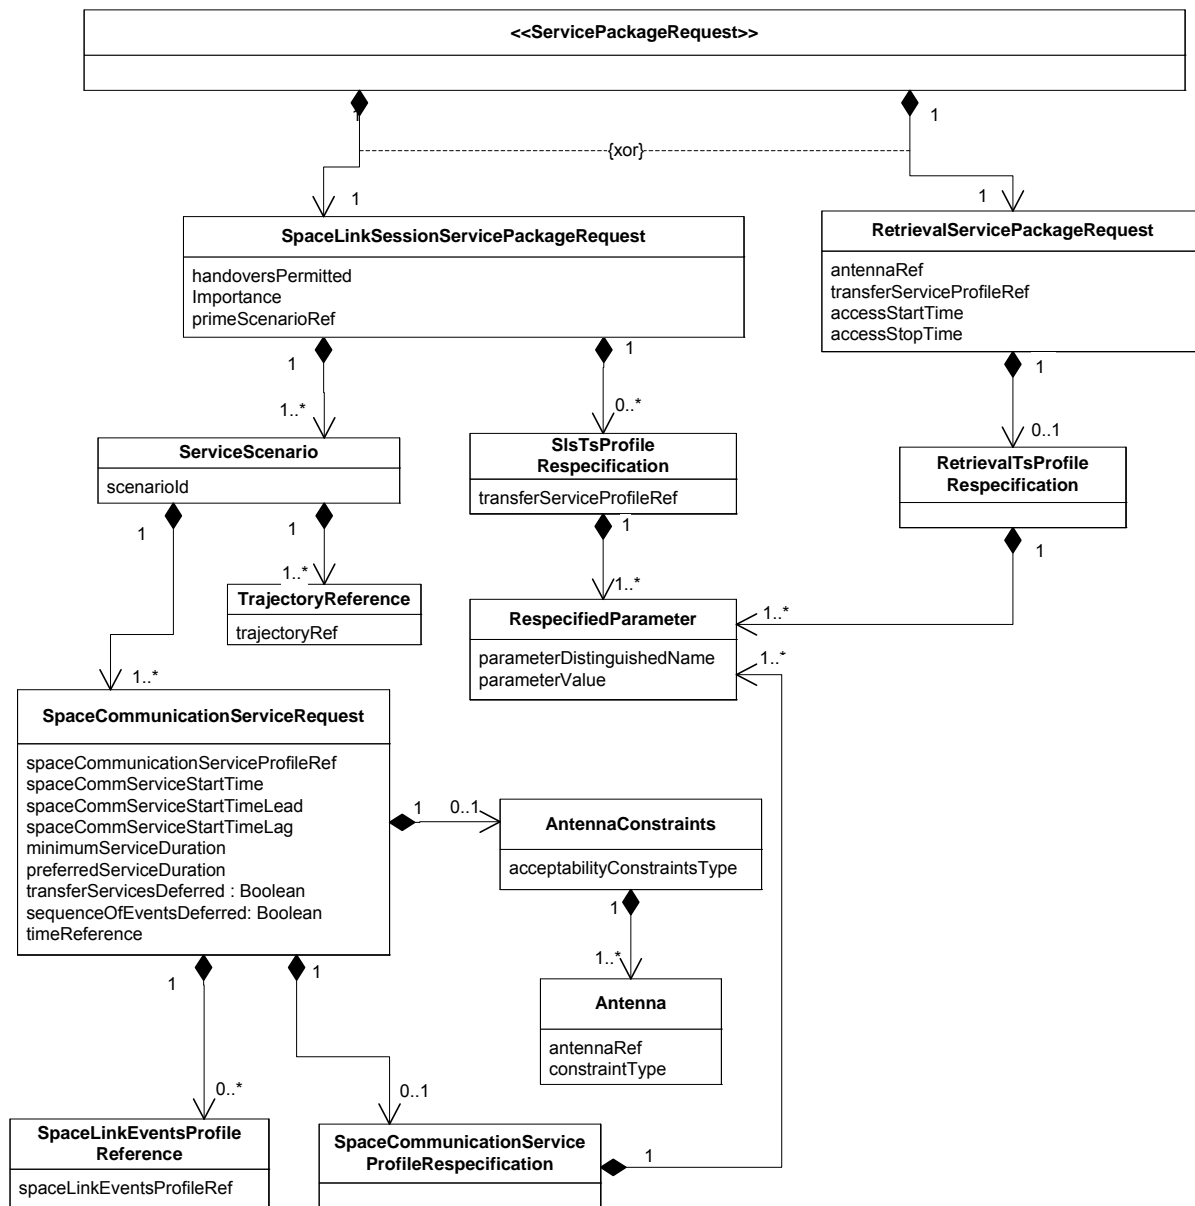 <<ServicePackageRequest>>
1
1
{xor}
1
1
SpaceLinkSessionServicePackageRequest
handoversPermitted
Importance
primeScenarioRef
RetrievalServicePackageRequest
antennaRef
transferServiceProfileRef
accessStartTime
accessStopTime
1
1
1
1..*
0..*
0..1
ServiceScenario
scenarioId
SlsTsProfile
Respecification
transferServiceProfileRef
RetrievalTsProfile
Respecification
1
1
1
1
1..*
1..*
TrajectoryReference
trajectoryRef
RespecifiedParameter
parameterDistinguishedName
parameterValue
1..*
1..*
1..*
SpaceCommunicationServiceRequest
spaceCommunicationServiceProfileRef
spaceCommServiceStartTime
spaceCommServiceStartTimeLead
spaceCommServiceStartTimeLag
minimumServiceDuration
preferredServiceDuration
transferServicesDeferred : Boolean
sequenceOfEventsDeferred: Boolean
timeReference
1
0..1
AntennaConstraints
acceptabilityConstraintsType
1
1..*
Antenna
antennaRef
constraintType
1
1
0..*
0..1
SpaceLinkEventsProfile
Reference
spaceLinkEventsProfileRef
SpaceCommunicationService
ProfileRespecification
1